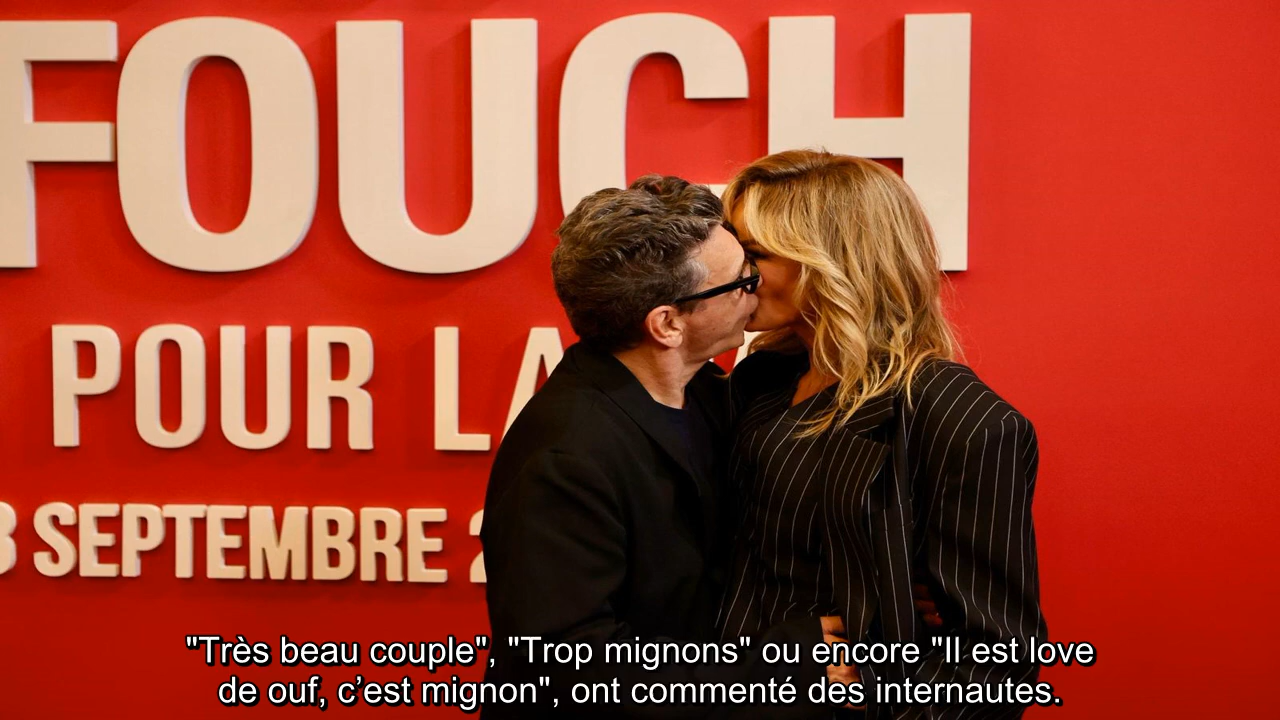 FOUCH
POUR LA
SEPTEMBRE
"Très beau couple", "Trop mignons" ou encore "Il est love
de ouf, c’est mignon", ont commenté des internautes.